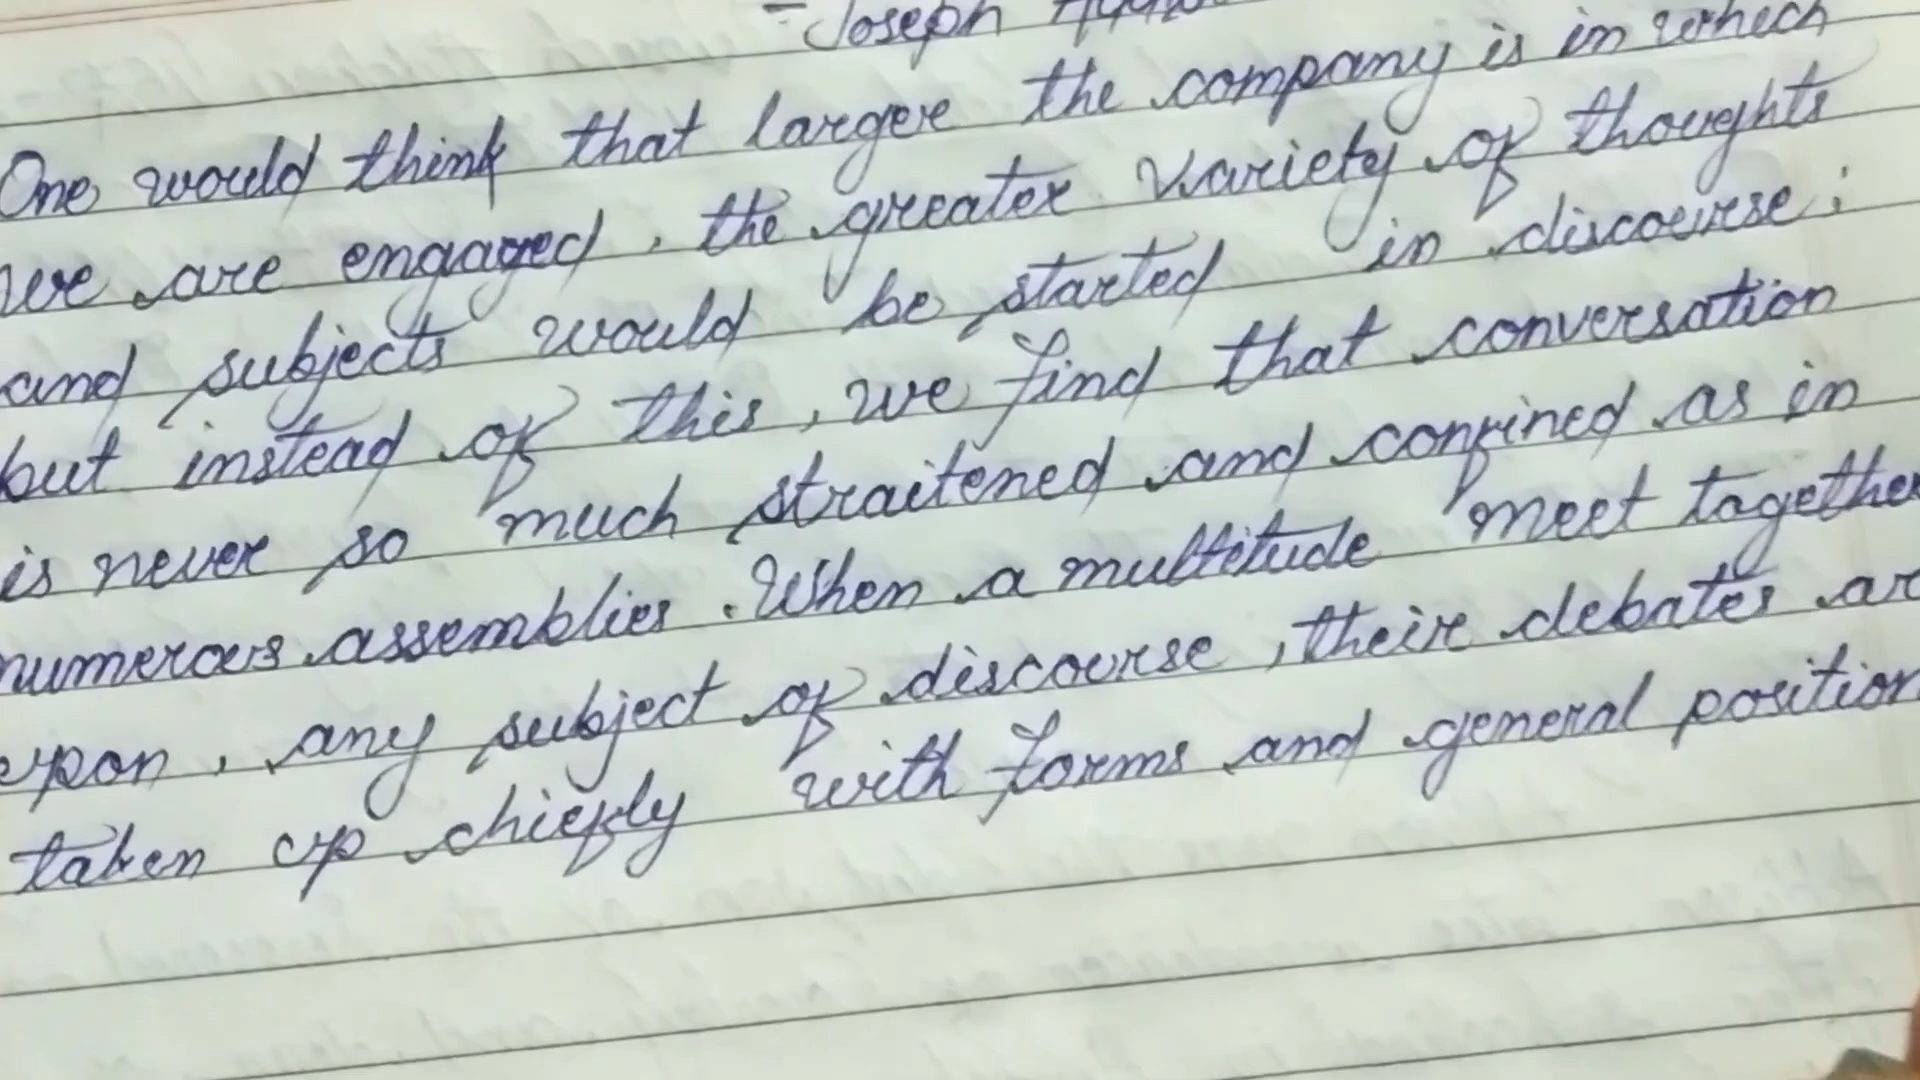 - Joseph
One would think that larger the company is in which
we are engaged, the greater variety of thoughts
and subjects would be started in discourse;
but instead of this, we find that conversation
is never so much straitened and confined as in
numerous assemblies. When a multitude meet together
upon, any subject of discourse, their debates are
taken up chiefly with forms and general position